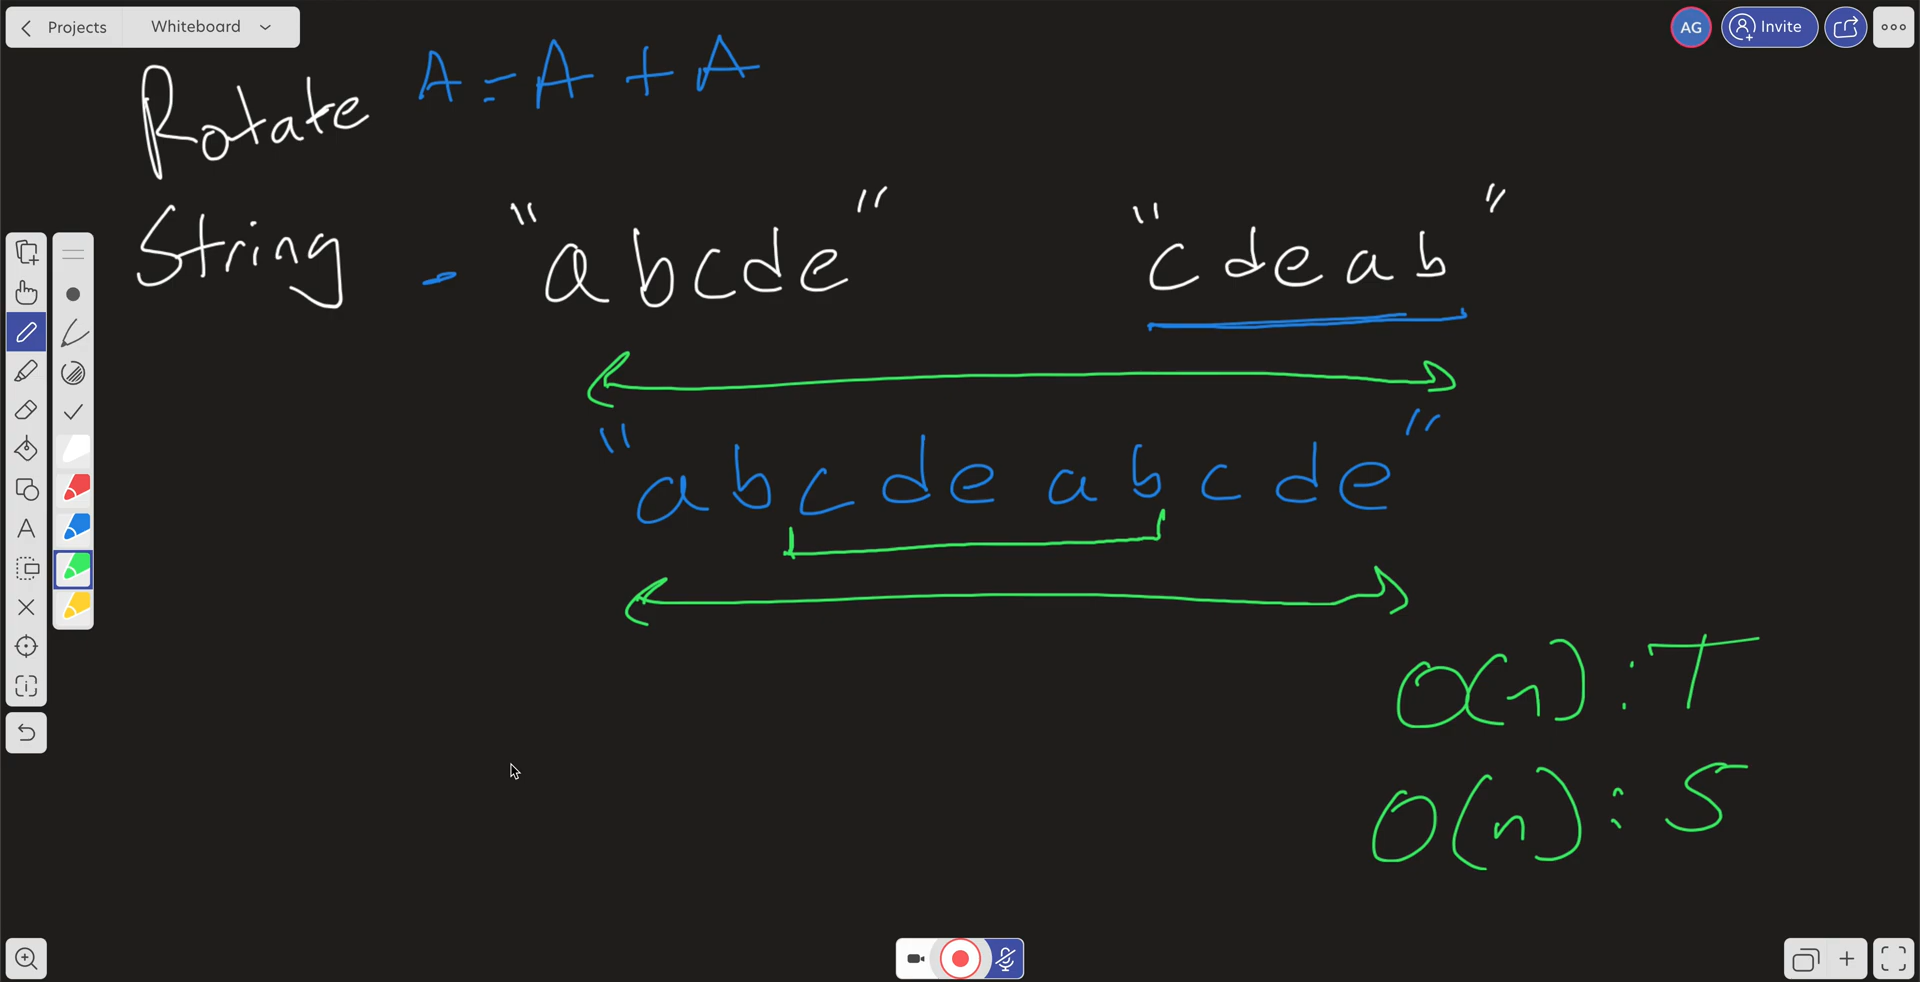 Projects Whiteboard
AG Invite
A = A + A
Rotate
String - "abcde" "cdeab"
"abcdeabcde"
O(n) : T
O(n) : S
A